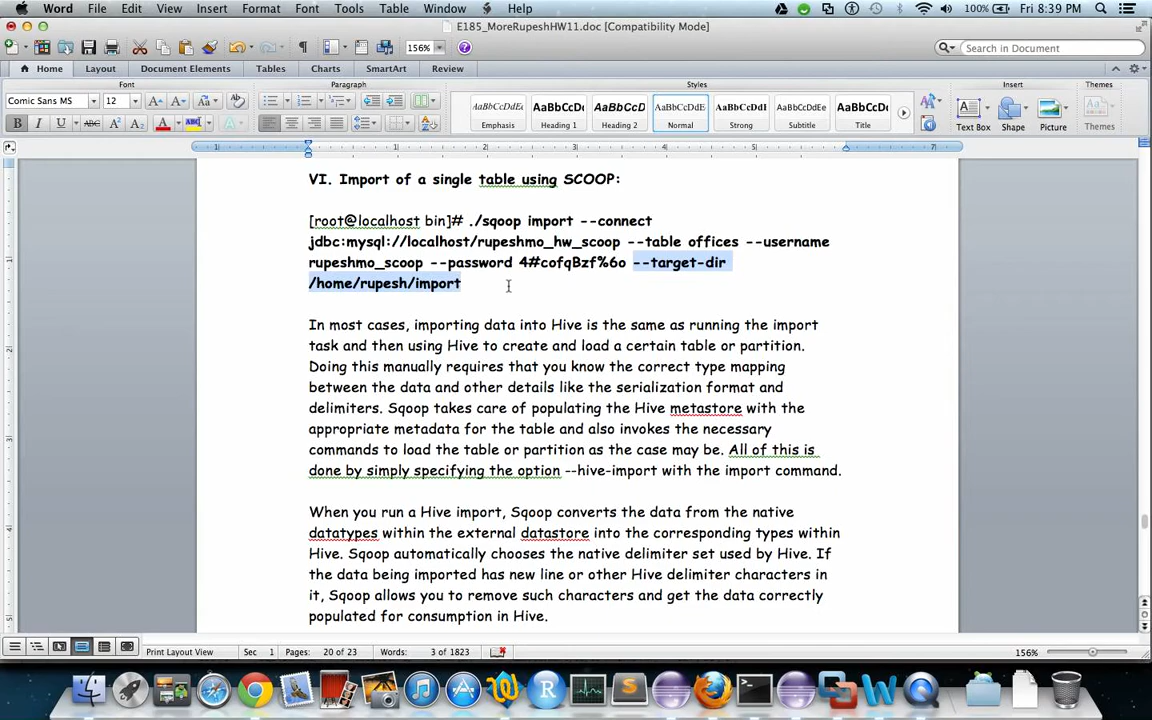 Word File Edit View Insert Format Font Tools Table Window Help 100% Fri 8:39 PM
E185_MoreRupeshHW11.doc [Compatibility Mode]
156% Search in Document
Home Layout Document Elements Tables Charts SmartArt Review
Font Paragraph Styles Insert Themes
Comic Sans MS 12
AaBbCcDdEe AaBbCcDc AaBbCcDc AaBbCcDdE AaBbCcDdE AaBbCcDdEe AaBbCcDc
Emphasis Heading 1 Heading 2 Normal Strong Subtitle Title Text Box Shape Picture Themes
VI. Import of a single table using SCOOP:
[root@localhost bin]# ./sqoop import --connect
jdbc:mysql://localhost/rupeshmo_hw_scoop --table offices --username
rupeshmo_scoop --password 4#cofqBzf%6o --target-dir
/home/rupesh/import
In most cases, importing data into Hive is the same as running the import
task and then using Hive to create and load a certain table or partition.
Doing this manually requires that you know the correct type mapping
between the data and other details like the serialization format and
delimiters. Sqoop takes care of populating the Hive metastore with the
appropriate metadata for the table and also invokes the necessary
commands to load the table or partition as the case may be. All of this is
done by simply specifying the option --hive-import with the import command.
When you run a Hive import, Sqoop converts the data from the native
datatypes within the external datastore into the corresponding types within
Hive. Sqoop automatically chooses the native delimiter set used by Hive. If
the data being imported has new line or other Hive delimiter characters in
it, Sqoop allows you to remove such characters and get the data correctly
populated for consumption in Hive.
Print Layout View Sec 1 Pages: 20 of 23 Words: 3 of 1823 156%